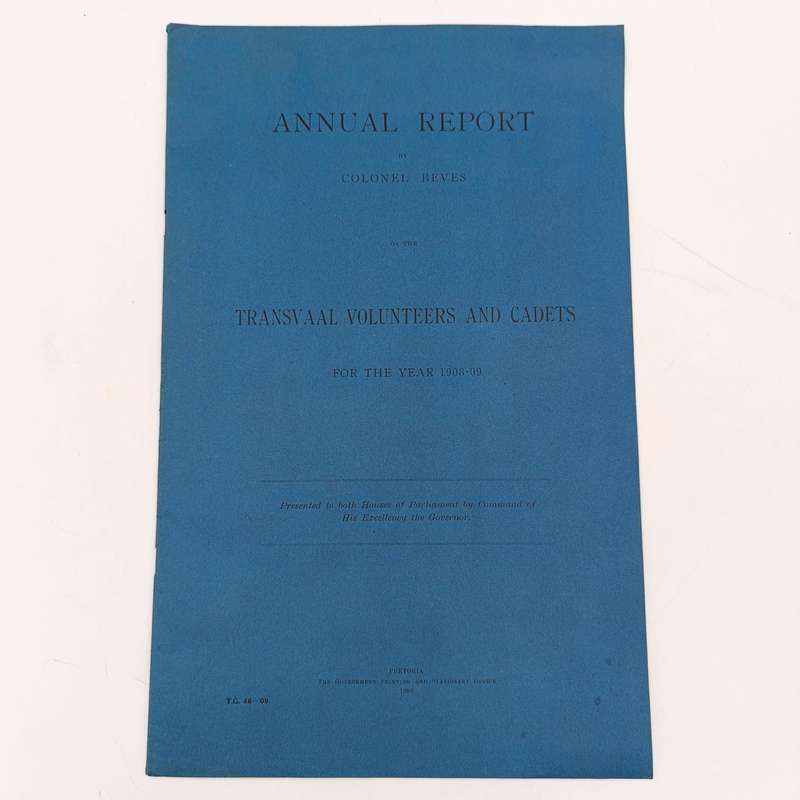 ANNUAL REPORT
BY
COLONEL BEVES
ON THE
TRANSVAAL VOLUNTEERS AND CADETS
FOR THE YEAR 1908-09
Presented to both Houses of Parliament by Command of
His Excellency the Governor.
PRETORIA
THE GOVERNMENT PRINTING AND STATIONERY OFFICE
1909
T.G. 46—09